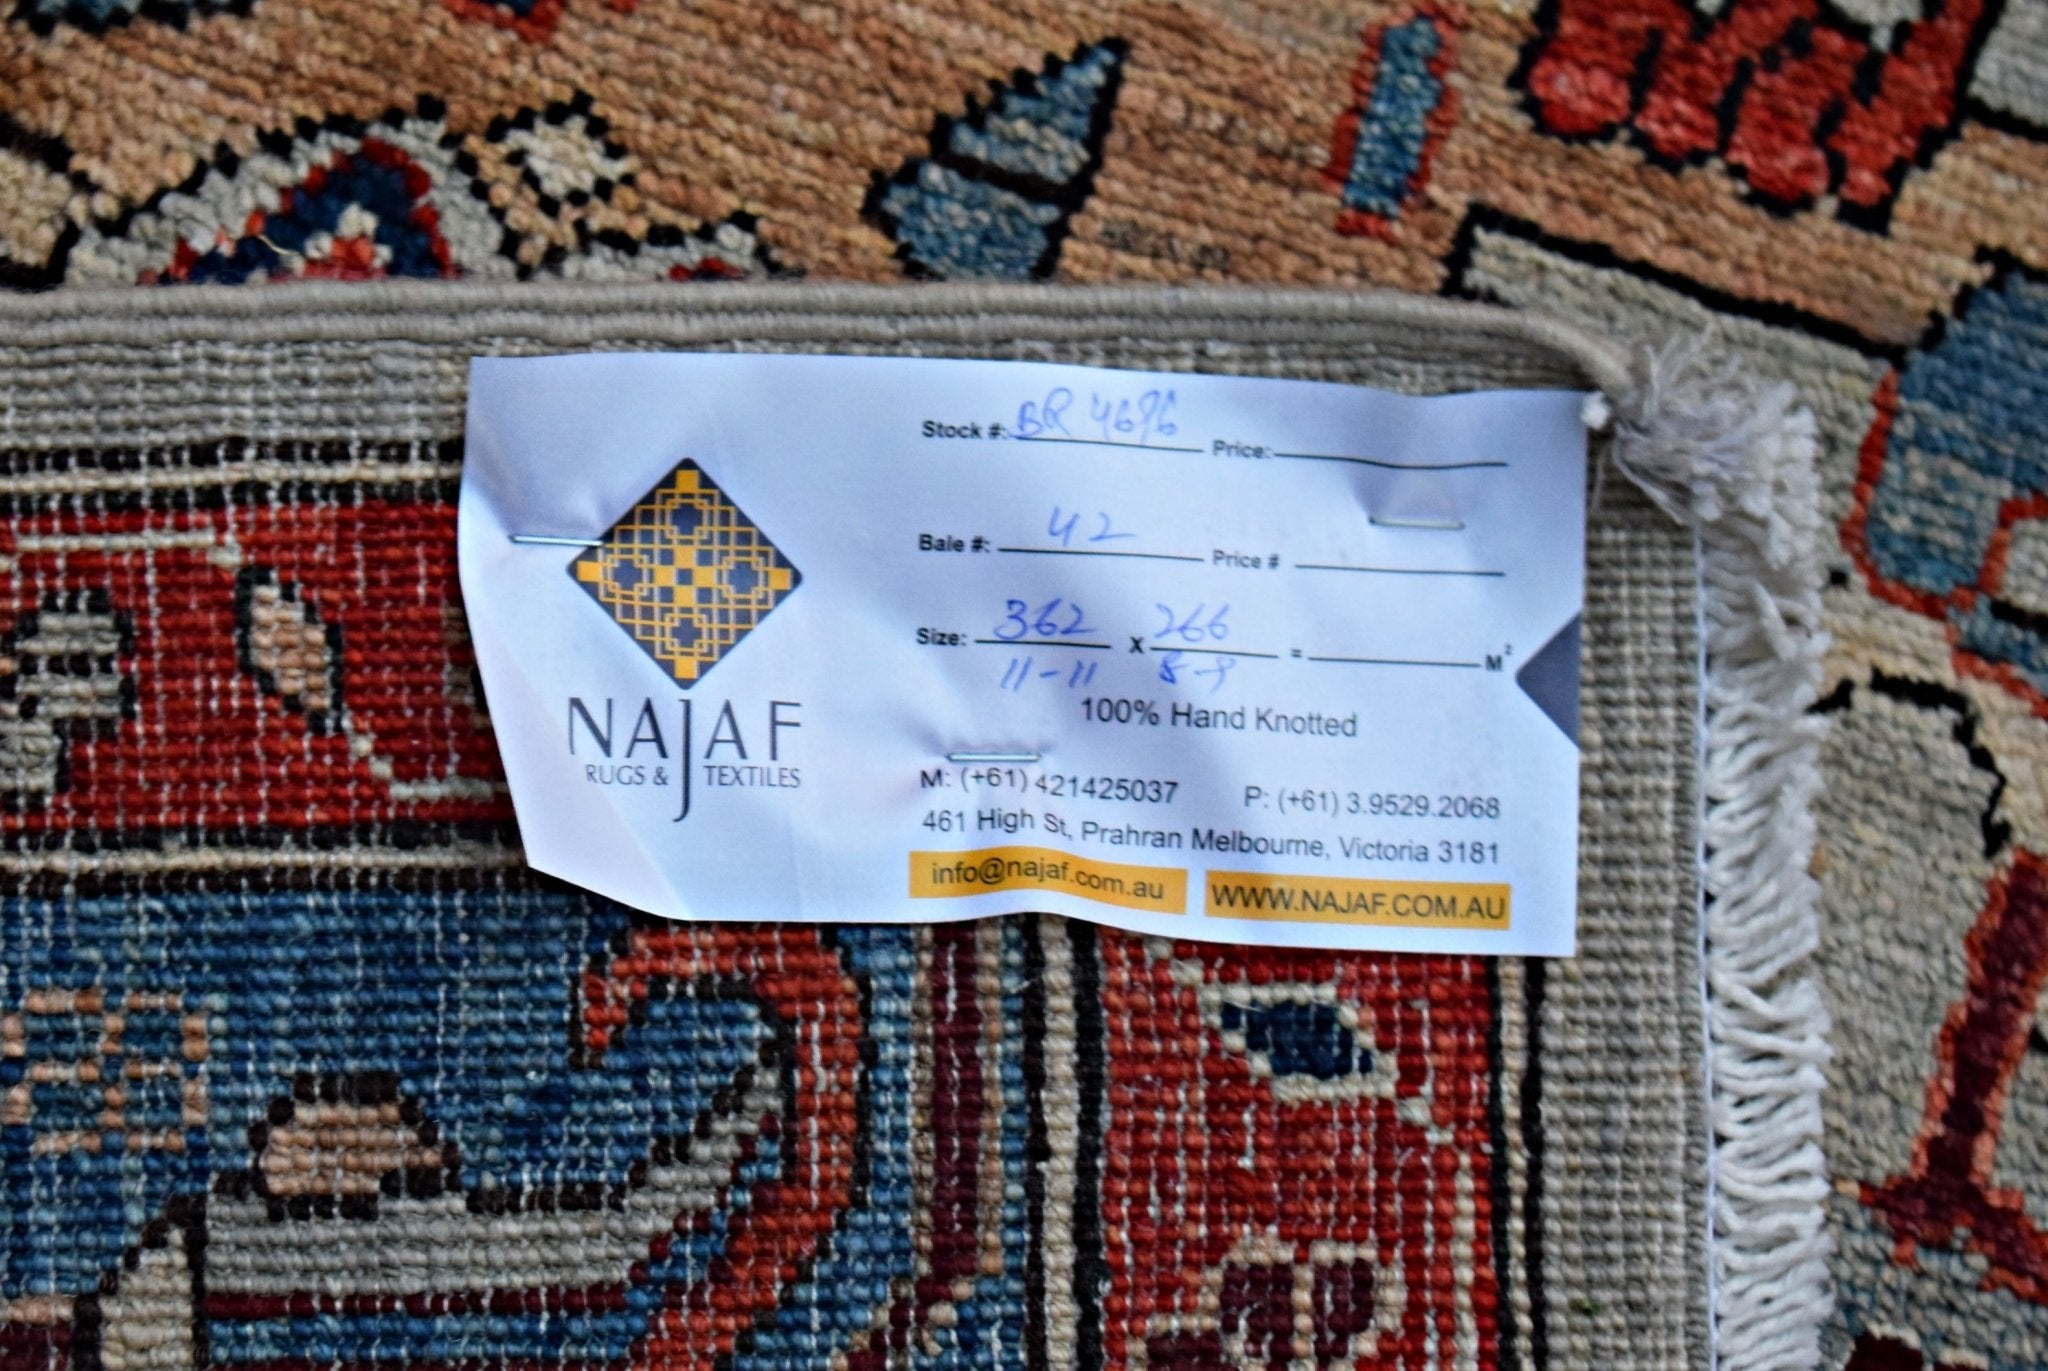 NAJAF
RUGS & TEXTILES
Stock #: BR 4696 Price:
Bale #: 42 Price #
Size: 362 X 266 = M²
11-11 8-9
100% Hand Knotted
M: (+61) 421425037 P: (+61) 3.9529.2068
461 High St, Prahran Melbourne, Victoria 3181
info@najaf.com.au WWW.NAJAF.COM.AU